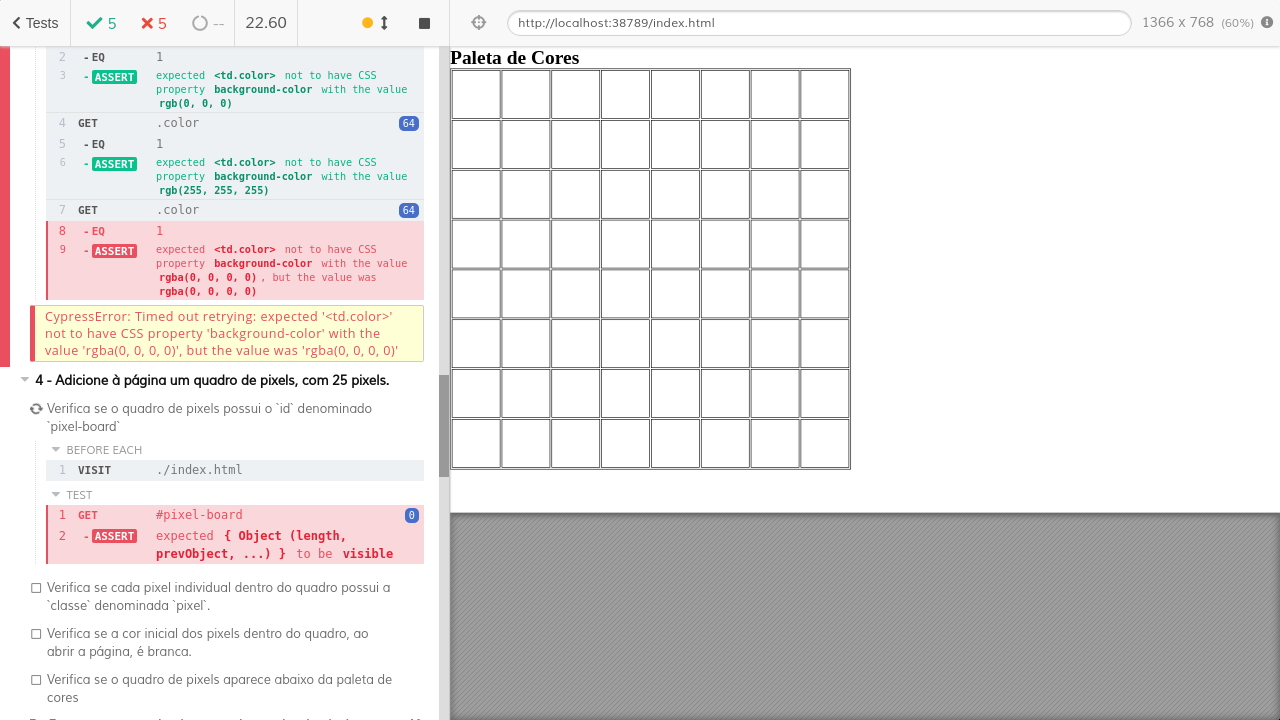 Tests 5 5 -- 22.60 http://localhost:38789/index.html 1366 x 768 (60%)
2 - EQ 1
3 - ASSERT expected <td.color> not to have CSS
property background-color with the value
rgb(0, 0, 0)
4 GET .color 64
5 - EQ 1
6 - ASSERT expected <td.color> not to have CSS
property background-color with the value
rgb(255, 255, 255)
7 GET .color 64
8 - EQ 1
9 - ASSERT expected <td.color> not to have CSS
property background-color with the value
rgba(0, 0, 0, 0) , but the value was
rgba(0, 0, 0, 0)
CypressError: Timed out retrying: expected '<td.color>'
not to have CSS property 'background-color' with the
value 'rgba(0, 0, 0, 0)', but the value was 'rgba(0, 0, 0, 0)'
4 - Adicione à página um quadro de pixels, com 25 pixels.
Verifica se o quadro de pixels possui o `id` denominado
`pixel-board`
BEFORE EACH
1 VISIT ./index.html
TEST
1 GET #pixel-board 0
2 - ASSERT expected { Object (length,
prevObject, ...) } to be visible
Verifica se cada pixel individual dentro do quadro possui a
`classe` denominada `pixel`.
Verifica se a cor inicial dos pixels dentro do quadro, ao
abrir a página, é branca.
Verifica se o quadro de pixels aparece abaixo da paleta de
cores
Paleta de Cores